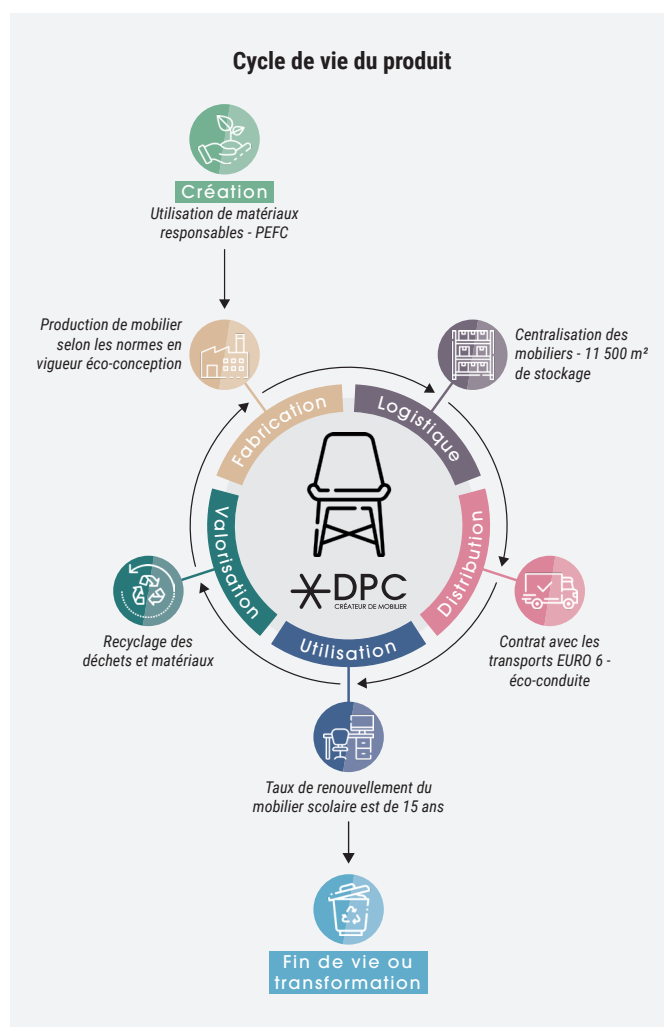 Cycle de vie du produit
Création
Utilisation de matériaux
responsables - PEFC
Production de mobilier
selon les normes en
vigueur éco-conception
Centralisation des
mobiliers - 11 500 m²
de stockage
Fabrication
Logistique
Valorisation
Distribution
DPC
CRÉATEUR DE MOBILIER
Utilisation
Recyclage des
déchets et matériaux
Contrat avec les
transports EURO 6 -
éco-conduite
Taux de renouvellement du
mobilier scolaire est de 15 ans
Fin de vie ou
transformation